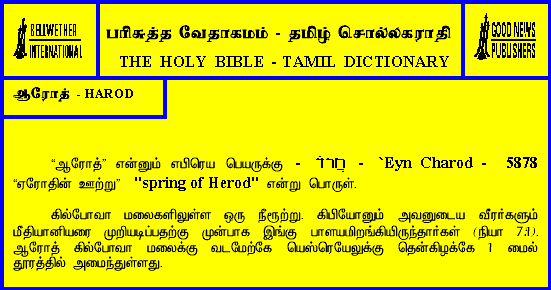 BELLWETHER
INTERNATIONAL
பரிசுத்த வேதாகமம் - தமிழ் சொல்லகராதி
THE HOLY BIBLE - TAMIL DICTIONARY
GOOD NEWS
PUBLISHERS
ஆரோத் - HAROD
“ஆரோத்” என்னும் எபிரெய பெயருக்கு - חֲרֹד - `Eyn Charod - 5878
“ஏரோதின் ஊற்று” "spring of Herod" என்று பொருள்.
கில்போவா மலைகளிலுள்ள ஒரு நீரூற்று. கிபியோனும் அவனுடைய வீரர்களும்
மீதியானியரை முறியடிப்பதற்கு முன்பாக இங்கு பாளயமிறங்கியிருந்தார்கள் (நியா 7:1).
ஆரோத் கில்போவா மலைக்கு வடமேற்கே யெஸ்ரெயேலுக்கு தென்கிழக்கே 1 மைல்
தூரத்தில் அமைந்துள்ளது.